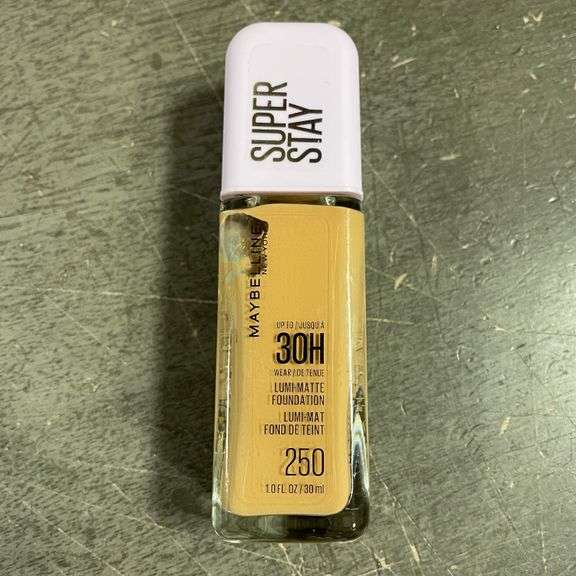 SUPER
STAY
MAYBELLINE
NEW YORK
UP TO / JUSQU'À
30H
WEAR / DE TENUE
LUMI-MATTE
FOUNDATION
LUMI-MAT
FOND DE TEINT
250
1.0 FL. OZ / 30 ml